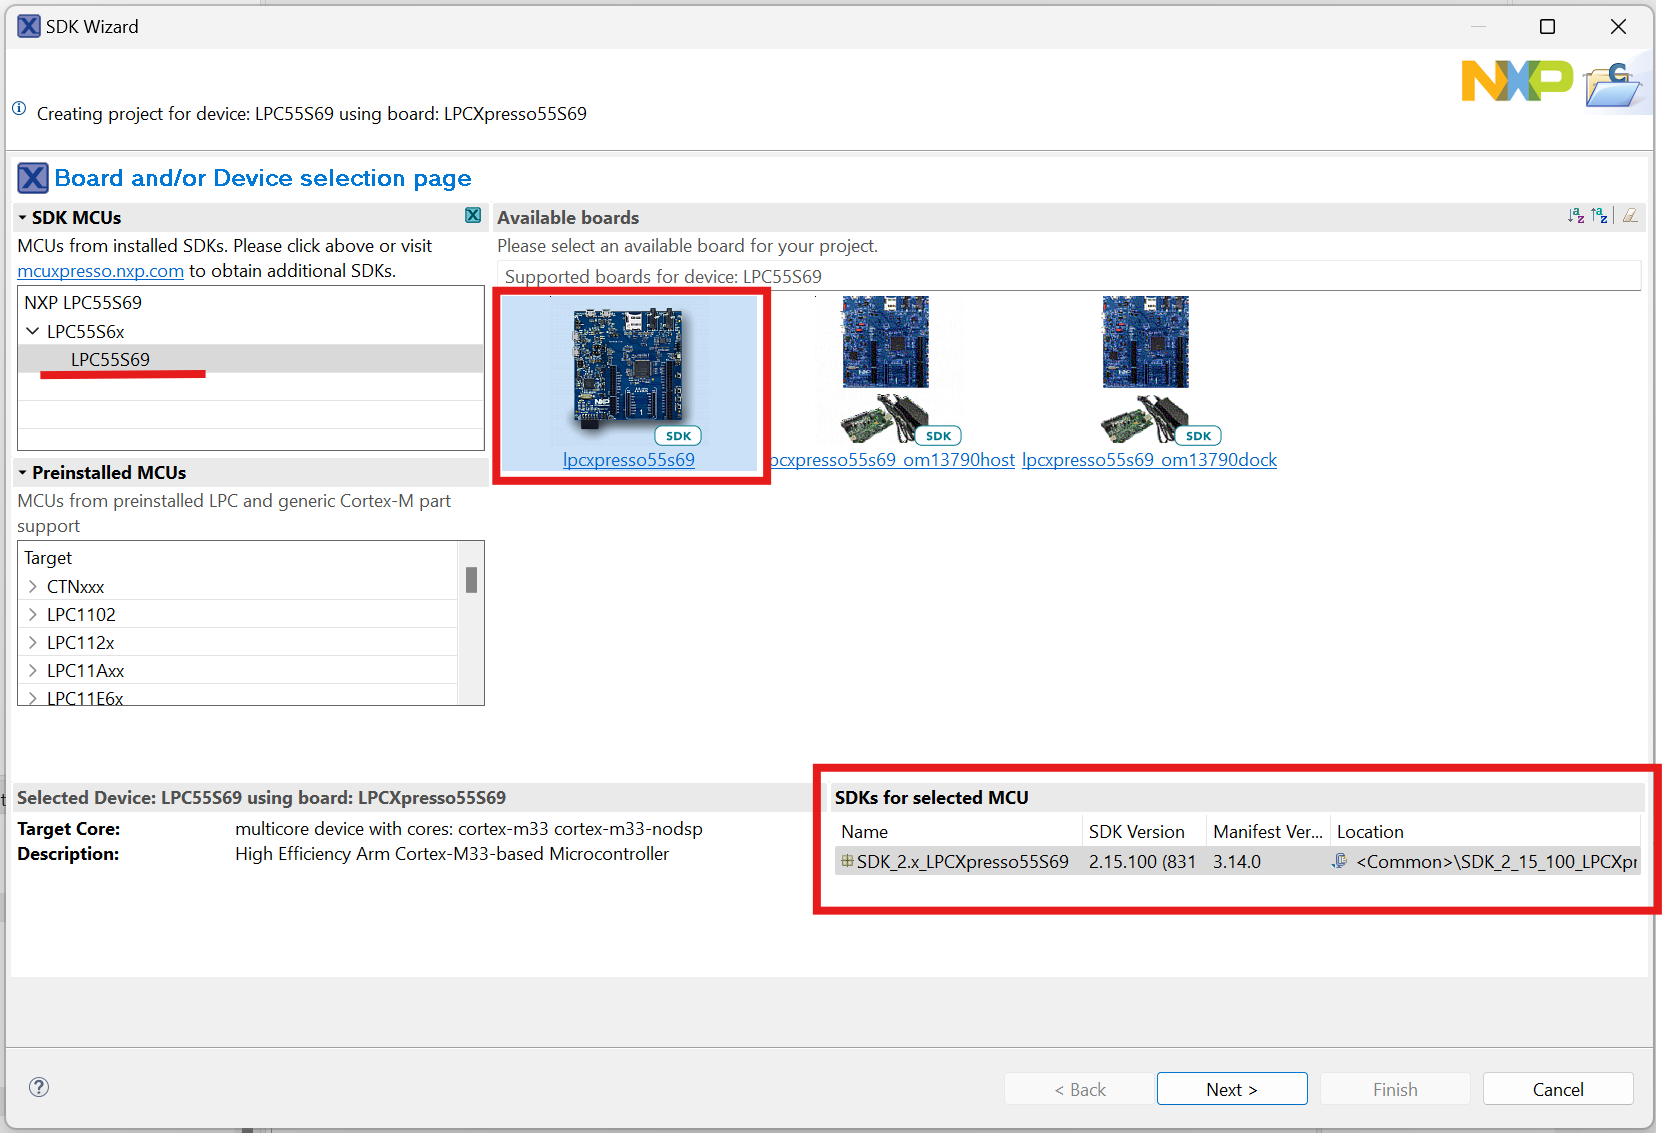 SDK Wizard
NXP
Creating project for device: LPC55S69 using board: LPCXpresso55S69
Board and/or Device selection page
SDK MCUs
MCUs from installed SDKs. Please click above or visit
mcuxpresso.nxp.com to obtain additional SDKs.
NXP LPC55S69
LPC55S6x
LPC55S69
Preinstalled MCUs
MCUs from preinstalled LPC and generic Cortex-M part
support
Target
CTNxxx
LPC1102
LPC112x
LPC11Axx
LPC11E6x
Available boards
Please select an available board for your project.
Supported boards for device: LPC55S69
SDK
SDK
SDK
lpcxpresso55s69
pcxpresso55s69_om13790host
lpcxpresso55s69_om13790dock
Selected Device: LPC55S69 using board: LPCXpresso55S69
Target Core: multicore device with cores: cortex-m33 cortex-m33-nodsp
Description: High Efficiency Arm Cortex-M33-based Microcontroller
SDKs for selected MCU
Name SDK Version Manifest Ver... Location
SDK_2.x_LPCXpresso55S69 2.15.100 (831 3.14.0 <Common>\SDK_2_15_100_LPCXpr
< Back Next > Finish Cancel